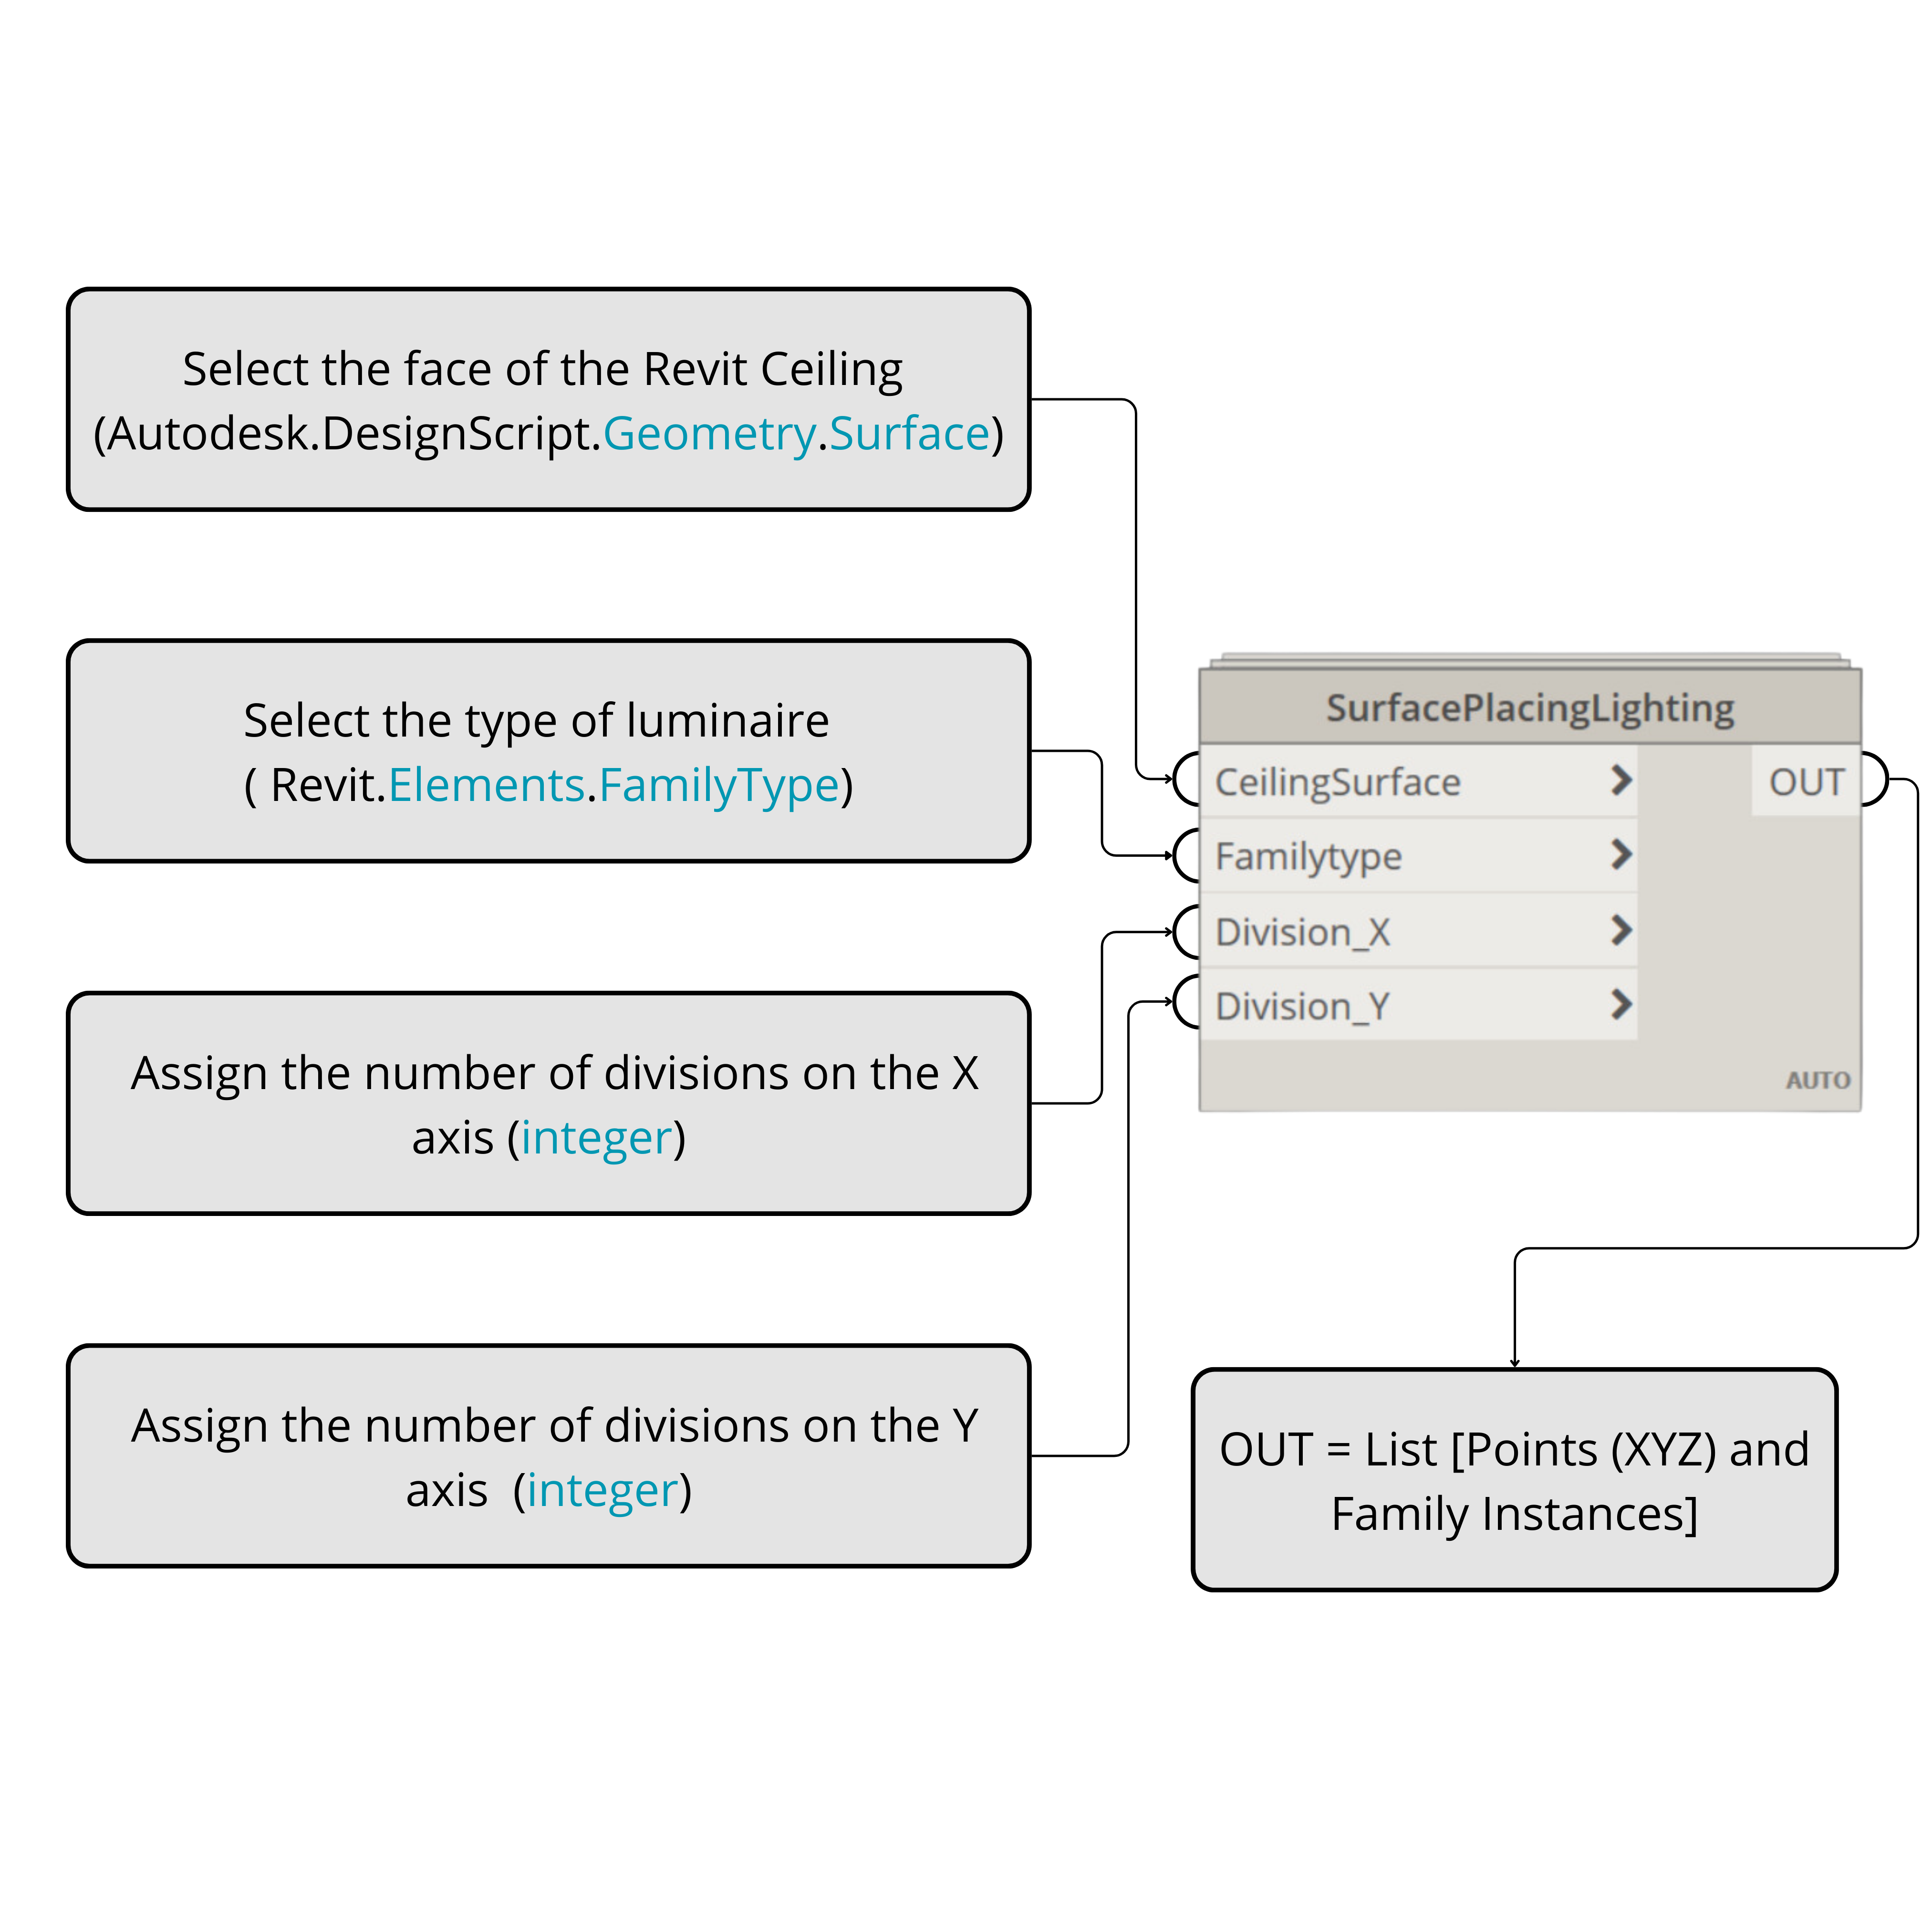 Select the face of the Revit Ceiling
(Autodesk.DesignScript.Geometry.Surface)
Select the type of luminaire
( Revit.Elements.FamilyType)
Assign the number of divisions on the X
axis (integer)
Assign the number of divisions on the Y
axis  (integer)
SurfacePlacingLighting
CeilingSurface
OUT
Familytype
Division_X
Division_Y
AUTO
OUT = List [Points (XYZ) and
Family Instances]